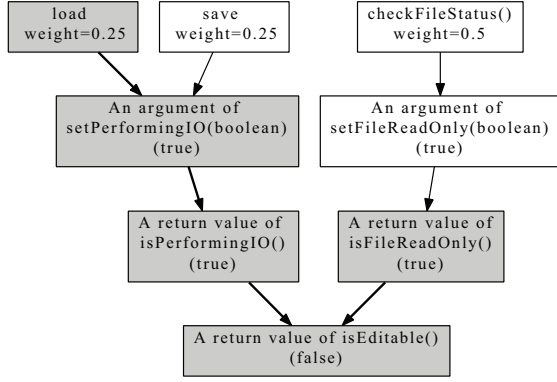 load
weight=0.25
save
weight=0.25
checkFileStatus()
weight=0.5
An argument of
setPerformingIO(boolean)
(true)
An argument of
setFileReadOnly(boolean)
(true)
A return value of
isPerformingIO()
(true)
A return value of
isFileReadOnly()
(true)
A return value of isEditable()
(false)